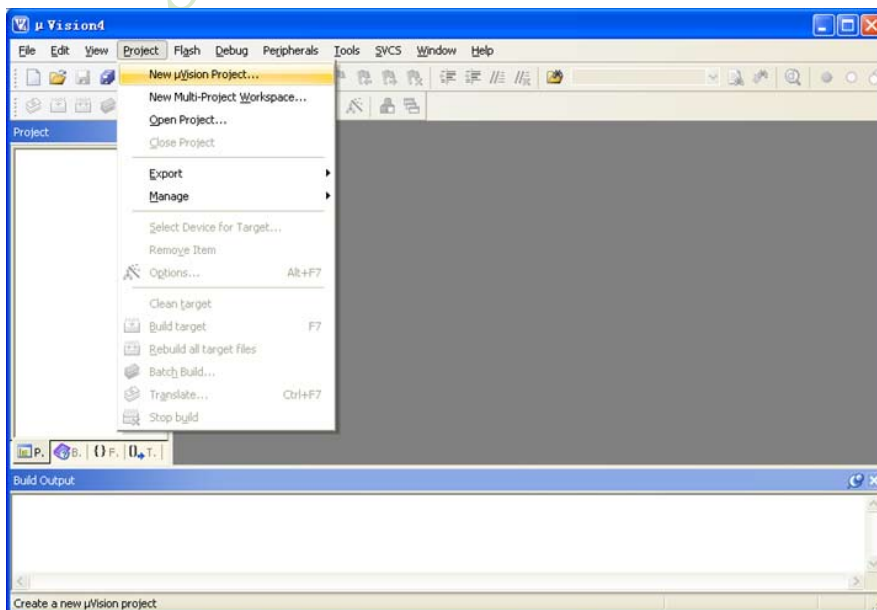 μVision4
File Edit View Project Flash Debug Peripherals Tools SVCS Window Help
New μVision Project...
New Multi-Project Workspace...
Open Project...
Close Project
Export
Manage
Select Device for Target...
Remove Item
Options... Alt+F7
Clean target
Build target F7
Rebuild all target files
Batch Build...
Translate... Ctrl+F7
Stop build
Project
P. B. {} F. 0 T.
Build Output
Create a new μVision project